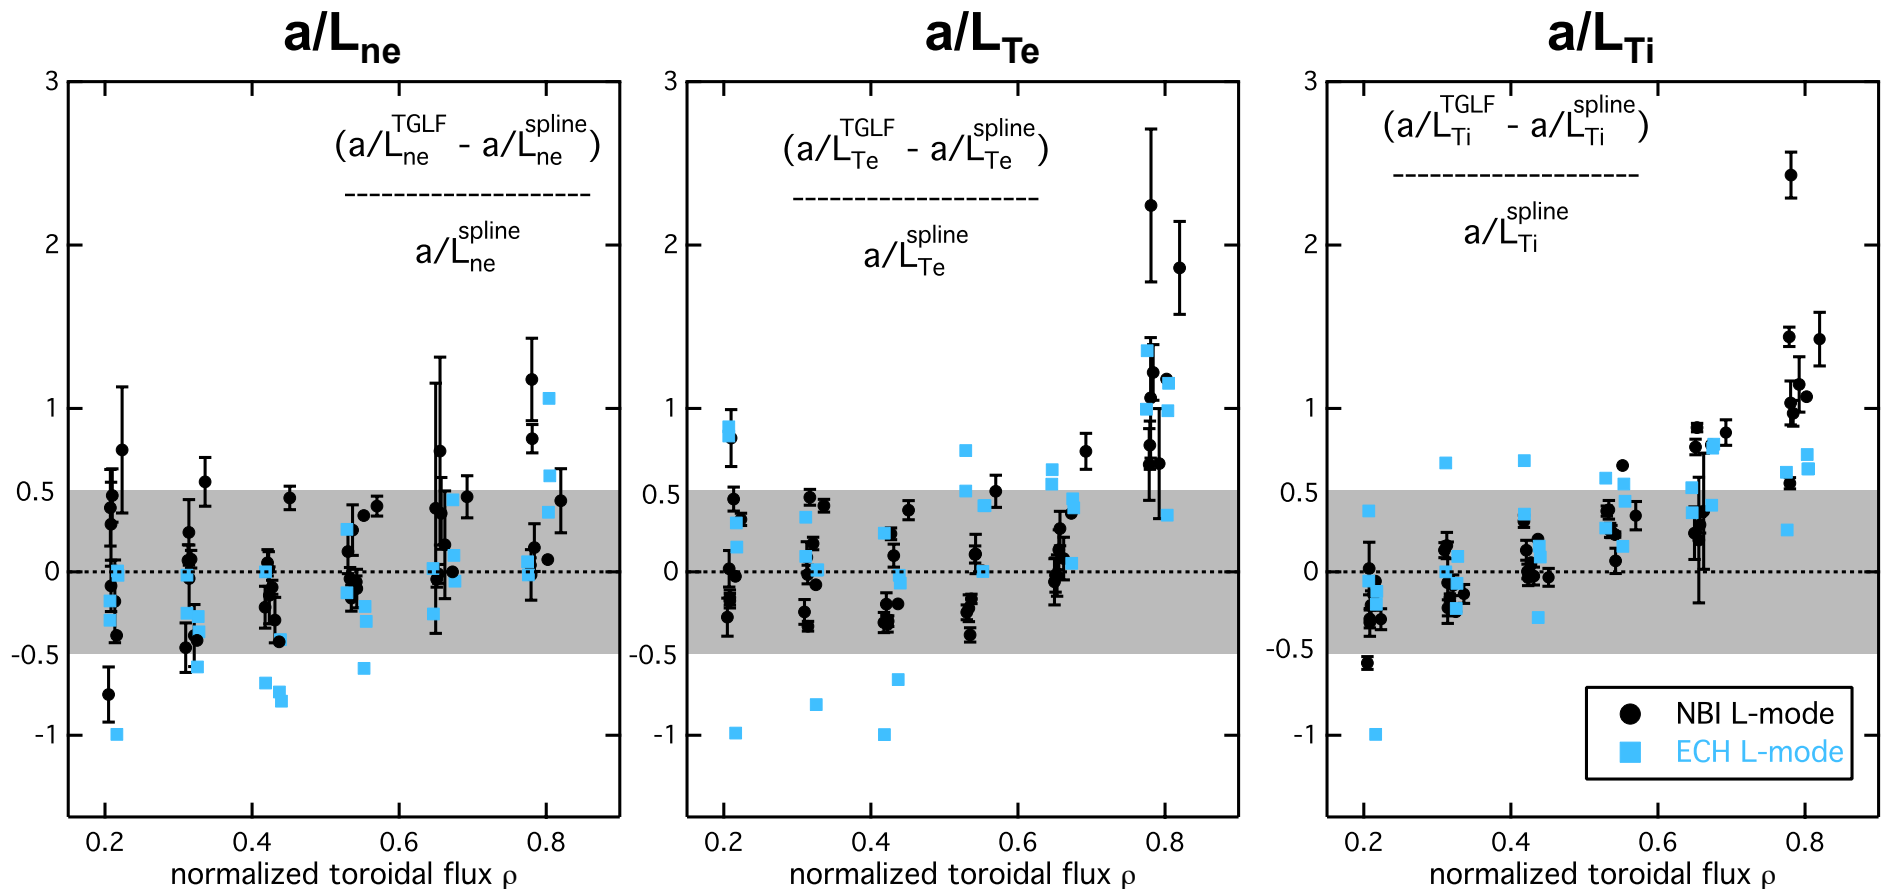 a/Lne
3
2
1
0.5
0
-0.5
-1
(a/LneTGLF - a/Lnespline)
a/Lnespline
0.2 0.4 0.6 0.8
normalized toroidal flux ρ
a/LTe
3
2
1
0.5
0
-0.5
-1
(a/LTeTGLF - a/LTespline)
a/LTespline
0.2 0.4 0.6 0.8
normalized toroidal flux ρ
a/LTi
3
2
1
0.5
0
-0.5
-1
(a/LTiTGLF - a/LTispline)
a/LTispline
NBI L-mode
ECH L-mode
0.2 0.4 0.6 0.8
normalized toroidal flux ρ